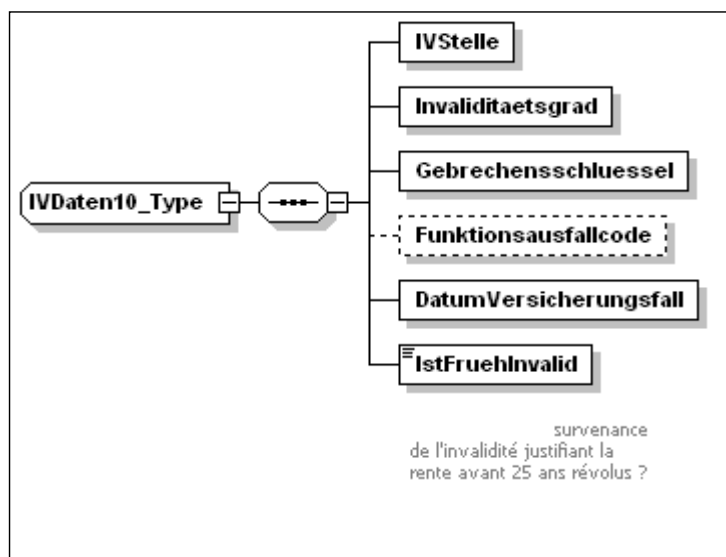 IVStelle
Invaliditaetsgrad
Gebrechensschluessel
IVDaten10_Type
Funktionsausfallcode
DatumVersicherungsfall
IstFruehInvalid
survenance
de l'invalidité justifiant la
rente avant 25 ans révolus ?